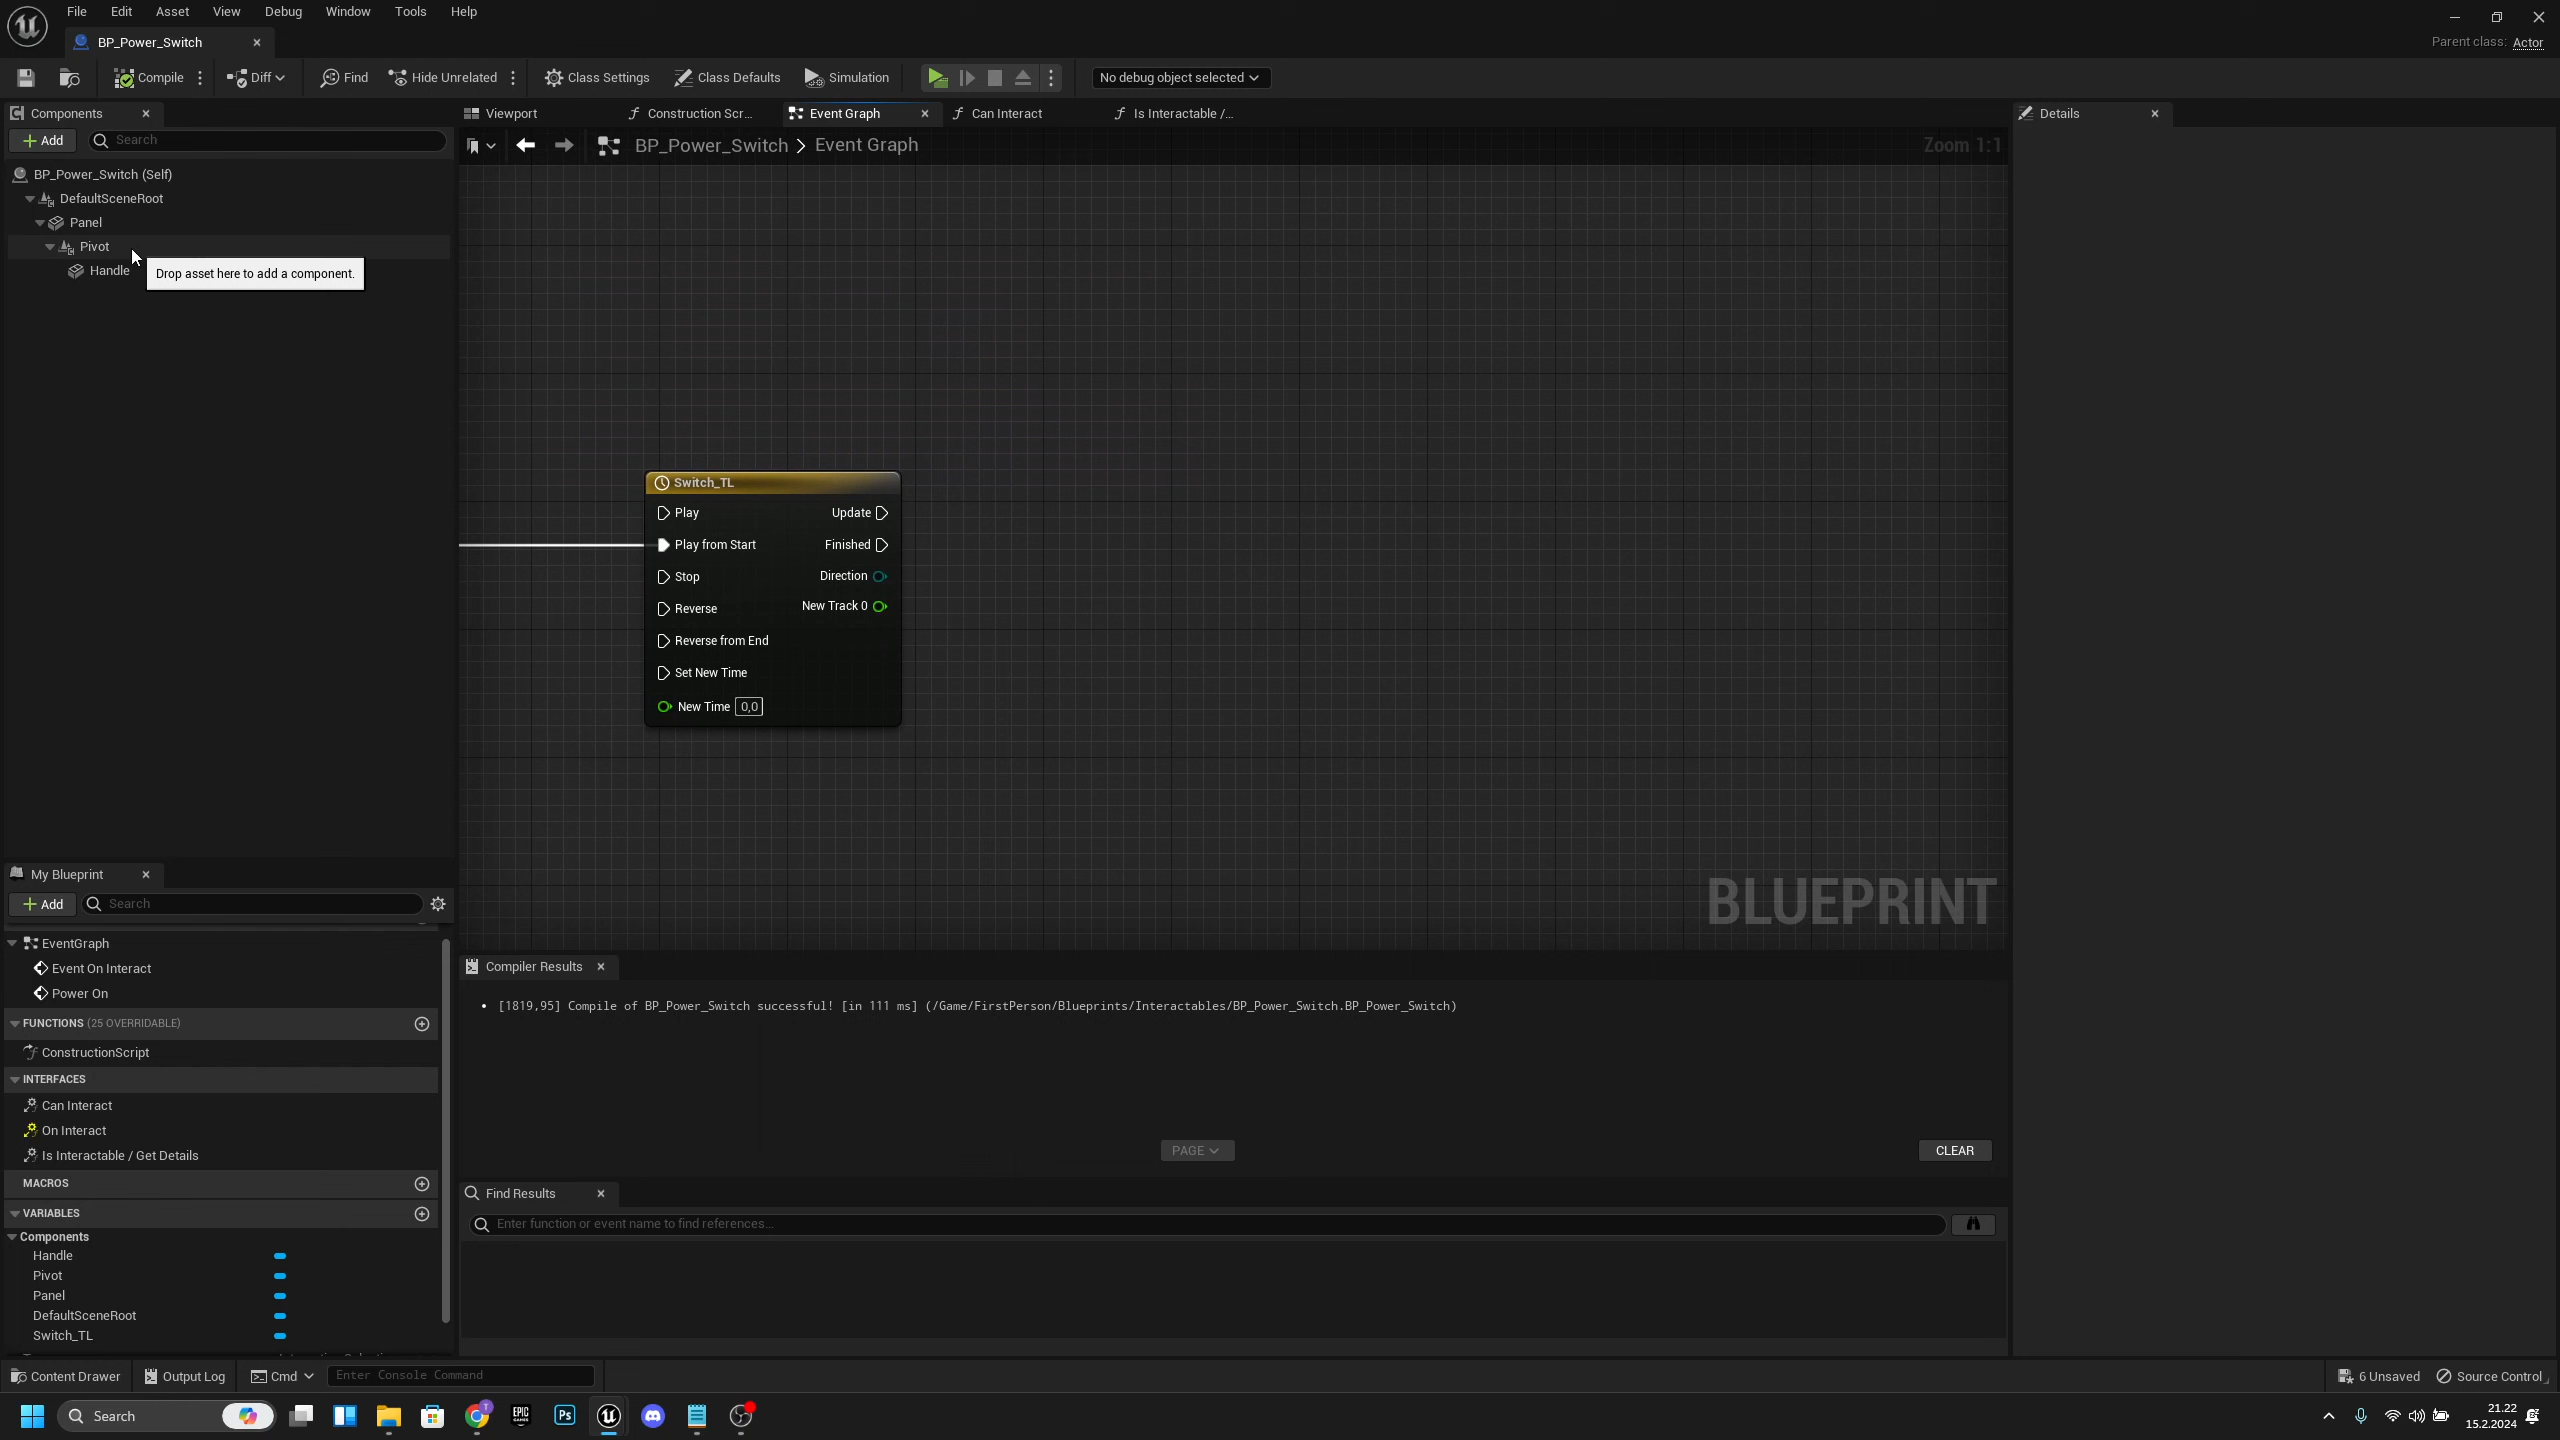 File Edit Asset View Debug Window Tools Help
BP_Power_Switch
Parent class: Actor
Compile Diff Find Hide Unrelated Class Settings Class Defaults Simulation No debug object selected
Components
Viewport Construction Scr... Event Graph Can Interact Is Interactable /...
Details
Add Search
BP_Power_Switch > Event Graph
Zoom 1:1
BP_Power_Switch (Self)
DefaultSceneRoot
Panel
Pivot
Handle
Drop asset here to add a component.
Switch_TL
Play Update
Play from Start Finished
Stop Direction
Reverse New Track 0
Reverse from End
Set New Time
New Time 0,0
BLUEPRINT
My Blueprint
Add Search
EventGraph
Event On Interact
Power On
FUNCTIONS (25 OVERRIDABLE)
ConstructionScript
INTERFACES
Can Interact
On Interact
Is Interactable / Get Details
MACROS
VARIABLES
Components
Handle
Pivot
Panel
DefaultSceneRoot
Switch_TL
Compiler Results
[1819,95] Compile of BP_Power_Switch successful! [in 111 ms] (/Game/FirstPerson/Blueprints/Interactables/BP_Power_Switch.BP_Power_Switch)
PAGE
CLEAR
Find Results
Enter function or event name to find references...
Content Drawer Output Log Cmd Enter Console Command
6 Unsaved Source Control
Search
EPIC GAMES
Ps
21.22
15.2.2024